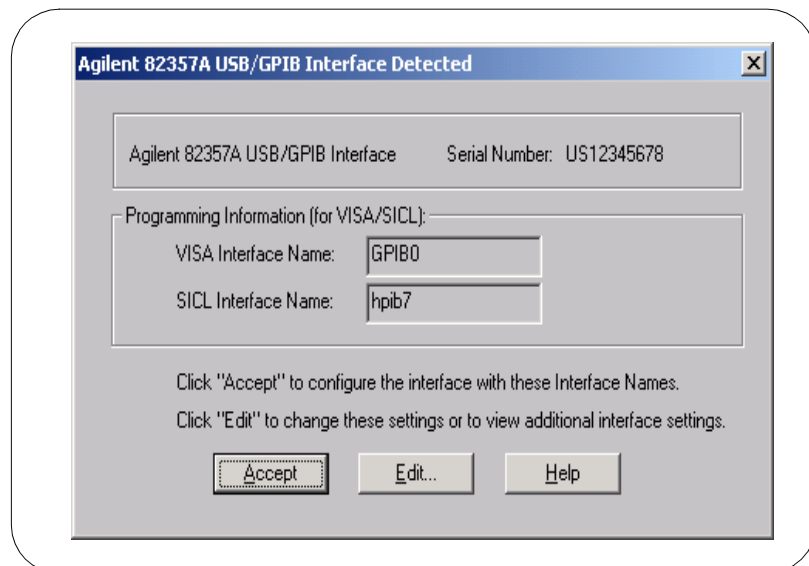 Agilent 82357A USB/GPIB Interface Detected
Agilent 82357A USB/GPIB Interface Serial Number: US12345678
Programming Information (for VISA/SICL):
VISA Interface Name: GPIB0
SICL Interface Name: hpib7
Click "Accept" to configure the interface with these Interface Names.
Click "Edit" to change these settings or to view additional interface settings.
Accept Edit... Help